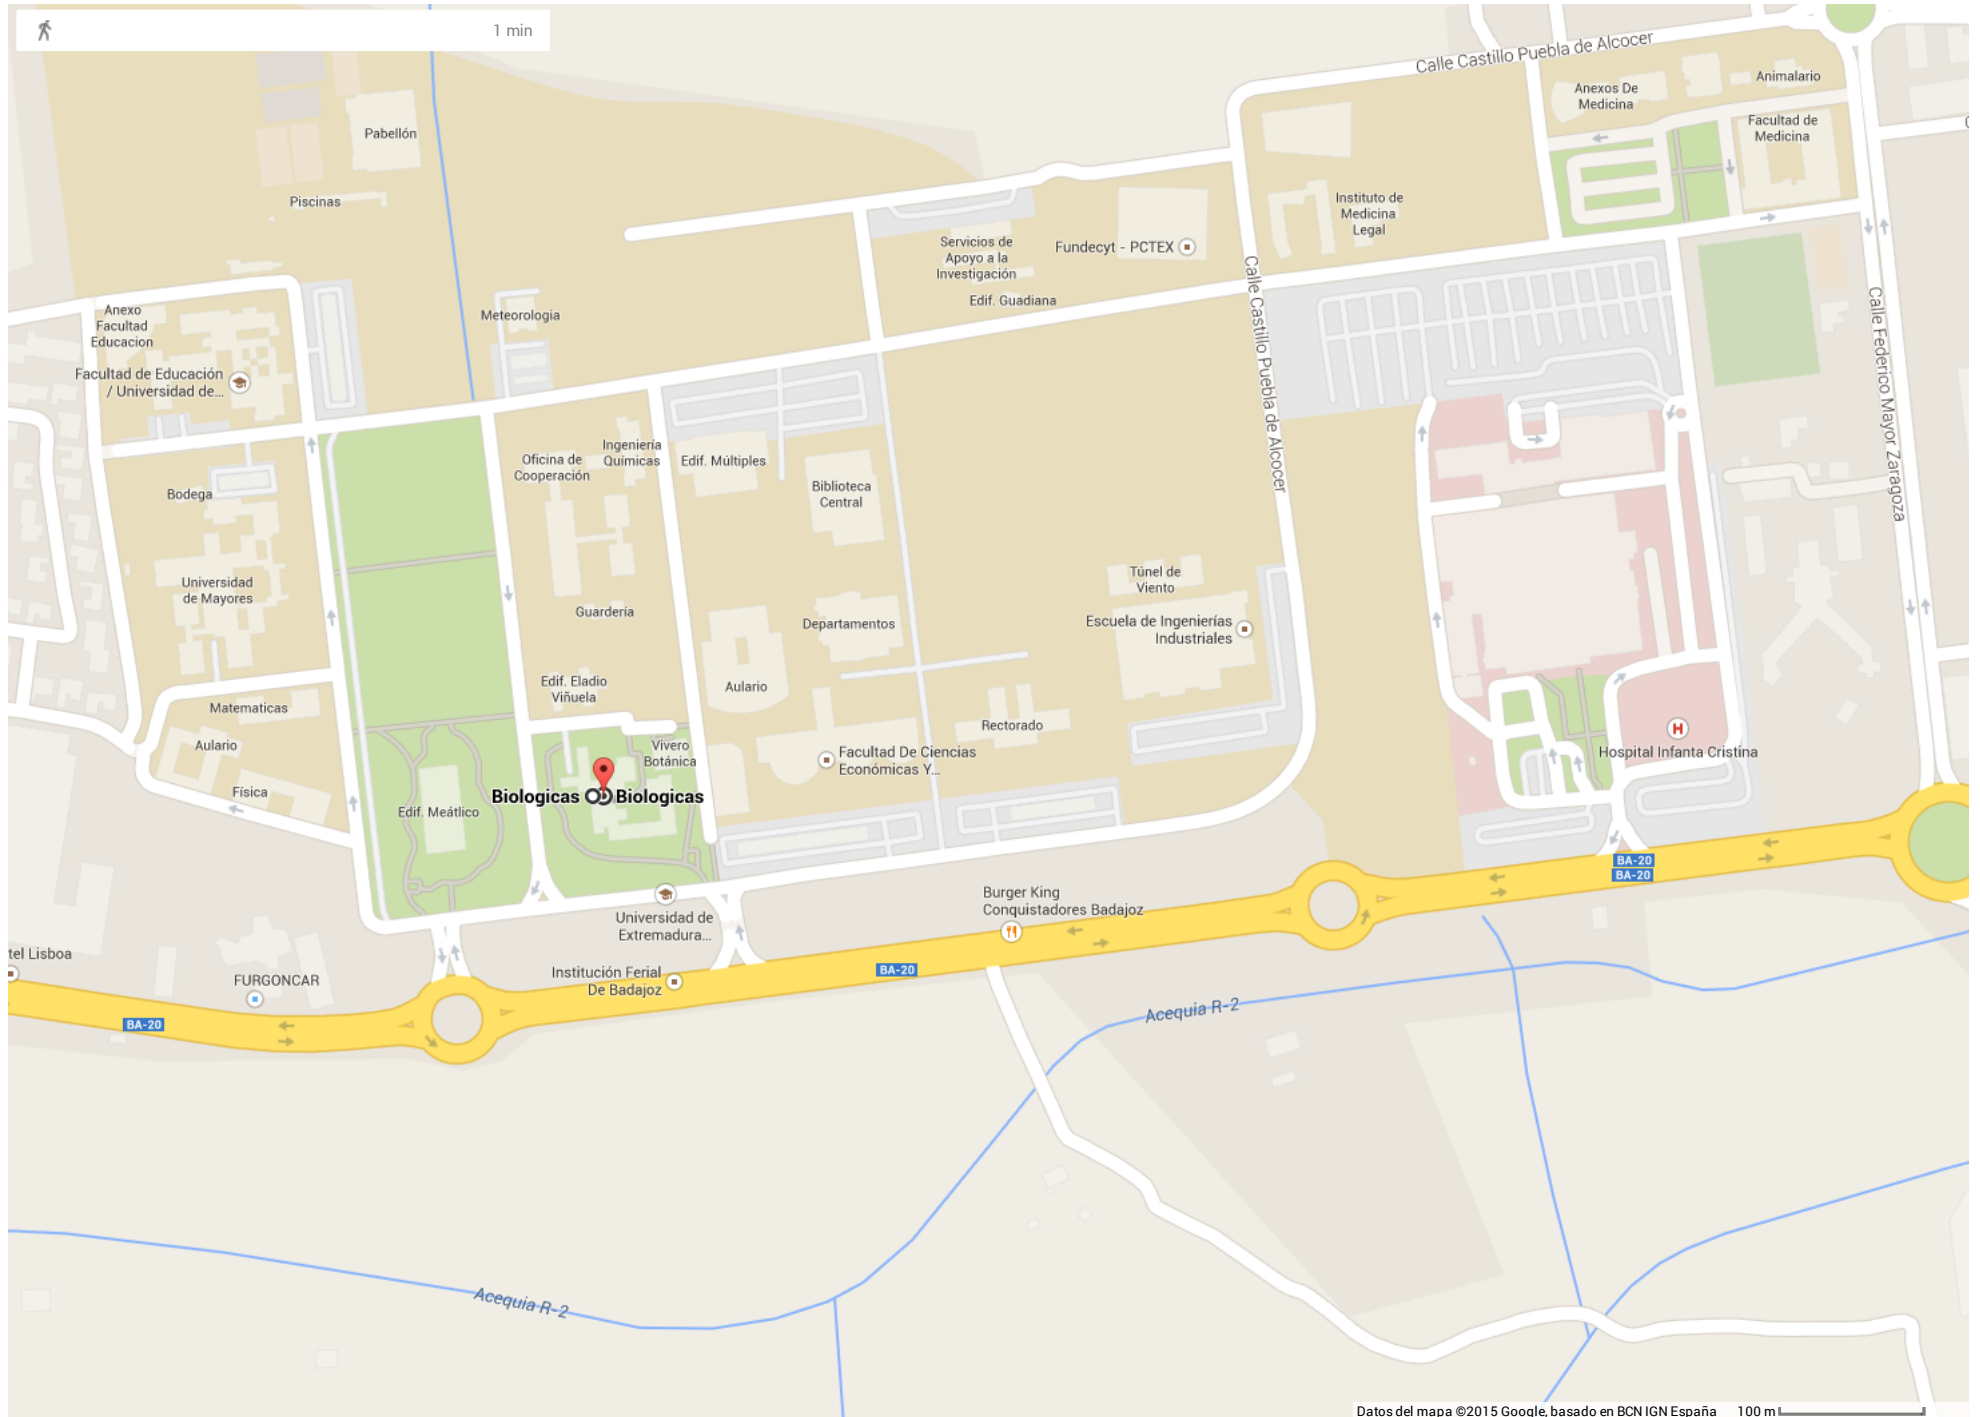 1 min
Calle Castillo Puebla de Alcocer
Animalario
Anexos De
Medicina
Facultad de
Medicina
Pabellón
Piscinas
Instituto de
Medicina
Legal
Servicios de
Apoyo a la
Investigación
Fundecyt - PCTEX
Edif. Guadiana
Calle Castillo Puebla de Alcocer
Calle Federico Mayor Zaragoza
Anexo
Facultad
Educacion
Meteorologia
Facultad de Educación
/ Universidad de...
Ingeniería
Químicas
Oficina de
Cooperación
Edif. Múltiples
Biblioteca
Central
Bodega
Universidad
de Mayores
Túnel de
Viento
Guardería
Departamentos
Escuela de Ingenierías
Industriales
Edif. Eladio
Viñuela
Aulario
Matematicas
Rectorado
Aulario
Vivero
Botánica
Facultad De Ciencias
Económicas Y...
H
Hospital Infanta Cristina
Física
Biologicas
Biologicas
Edif. Meátlico
BA-20
BA-20
Burger King
Conquistadores Badajoz
Universidad de
Extremadura...
tel Lisboa
FURGONCAR
Institución Ferial
De Badajoz
BA-20
BA-20
Acequia R-2
Acequia R-2
Datos del mapa ©2015 Google, basado en BCN IGN España
100 m